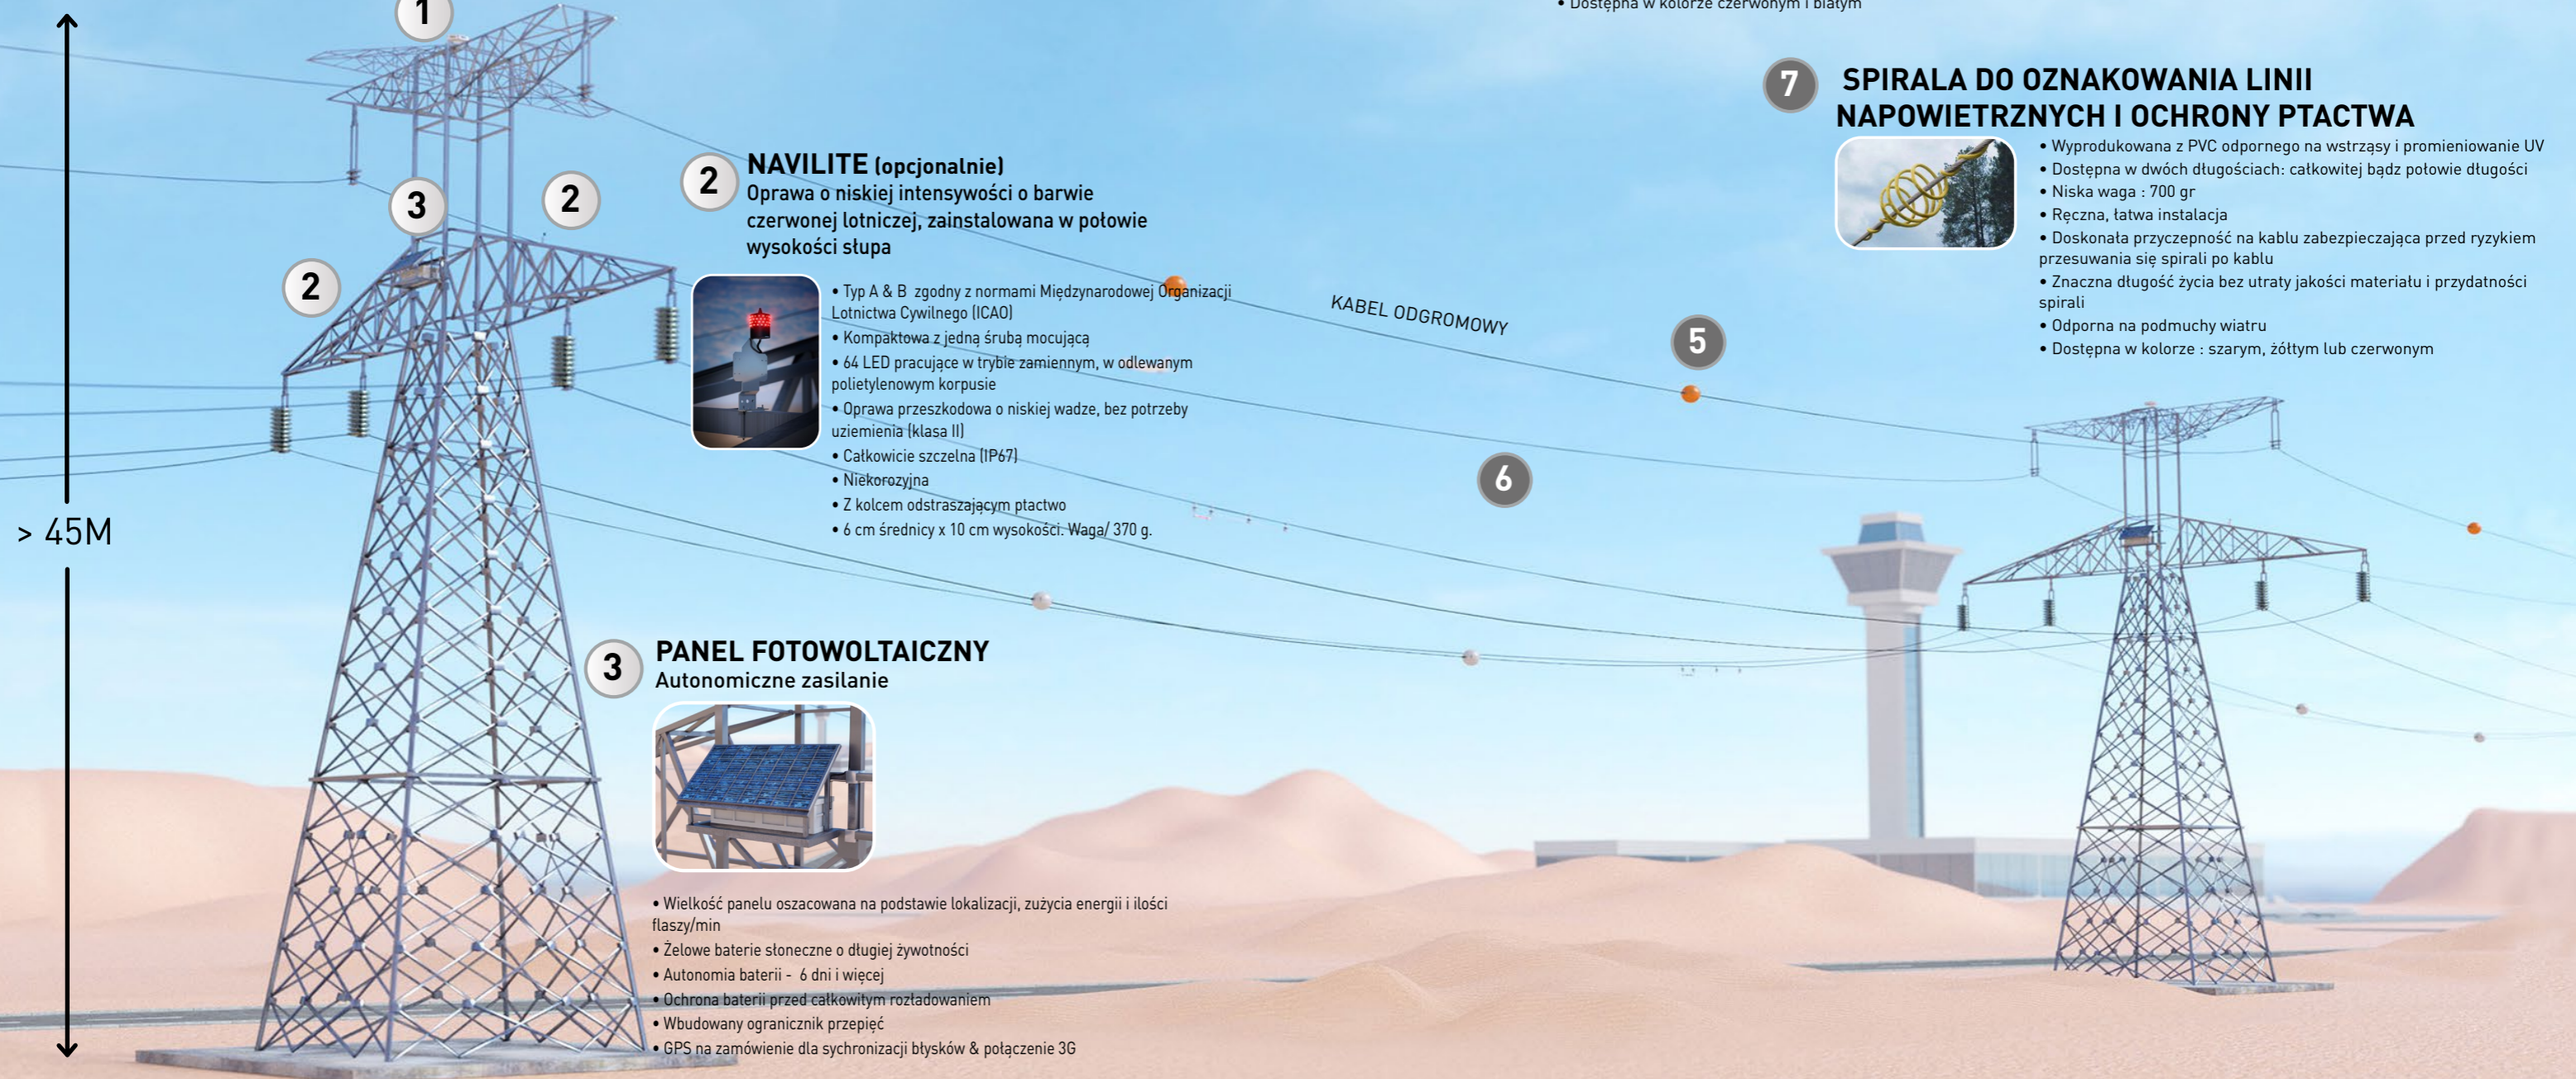 1
• Dostępna w kolorze czerwonym i białym
7
SPIRALA DO OZNAKOWANIA LINII
NAPOWIETRZNYCH I OCHRONY PTACTWA
• Wyprodukowana z PVC odpornego na wstrząsy i promieniowanie UV
• Dostępna w dwóch długościach: całkowitej bądz połowie długości
• Niska waga : 700 gr
• Ręczna, łatwa instalacja
• Doskonała przyczepność na kablu zabezpieczająca przed ryzykiem
przesuwania się spirali po kablu
• Znaczna długość życia bez utraty jakości materiału i przydatności
spirali
• Odporna na podmuchy wiatru
• Dostępna w kolorze : szarym, żółtym lub czerwonym
2
NAVILITE (opcjonalnie)
Oprawa o niskiej intensywości o barwie
czerwonej lotniczej, zainstalowana w połowie
wysokości słupa
• Typ A & B zgodny z normami Międzynarodowej Organizacji
Lotnictwa Cywilnego (ICAO)
• Kompaktowa z jedną śrubą mocującą
• 64 LED pracujące w trybie zamiennym, w odlewanym
polietylenowym korpusie
• Oprawa przeszkodowa o niskiej wadze, bez potrzeby
uziemienia (klasa II)
• Całkowicie szczelna (IP67)
• Niekorozyjna
• Z kolcem odstraszającym ptactwo
• 6 cm średnicy x 10 cm wysokości. Waga/ 370 g.
3
2
2
KABEL ODGROMOWY
5
6
> 45M
3
PANEL FOTOWOLTAICZNY
Autonomiczne zasilanie
• Wielkość panelu oszacowana na podstawie lokalizacji, zużycia energii i ilości
flaszy/min
• Żelowe baterie słoneczne o długiej żywotności
• Autonomia baterii - 6 dni i więcej
• Ochrona baterii przed całkowitym rozładowaniem
• Wbudowany ogranicznik przepięć
• GPS na zamówienie dla sychronizacji błysków & połączenie 3G